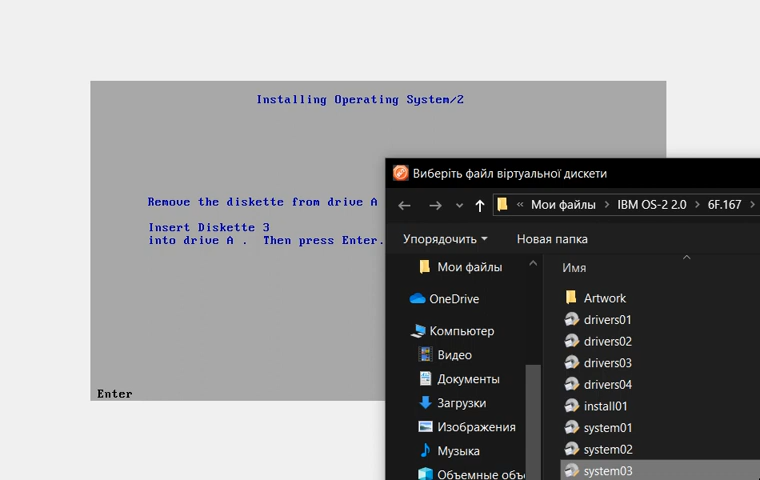 Installing Operating System/2
Remove the diskette from drive A
Insert Diskette 3
into drive A .  Then press Enter.
Enter
Виберіть файл віртуальної дискети
« Мои файлы > IBM OS-2 2.0 > 6F.167 >
Упорядочить Новая папка
Мои файлы
OneDrive
Компьютер
Видео
Документы
Загрузки
Изображения
Музыка
Объемные объе
Имя
Artwork
drivers01
drivers02
drivers03
drivers04
install01
system01
system02
system03